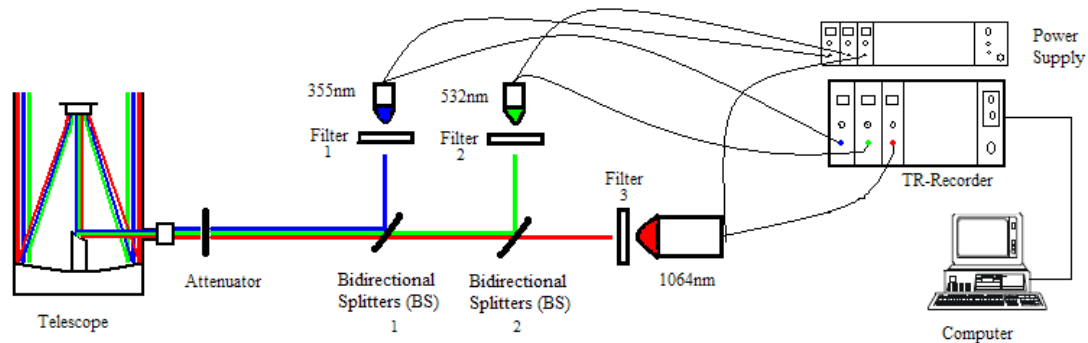 Power
Supply
355nm
532nm
Filter
1
Filter
2
TR-Recorder
Filter
3
Attenuator
Bidirectional
Splitters (BS)
1
Bidirectional
Splitters (BS)
2
1064nm
Telescope
Computer